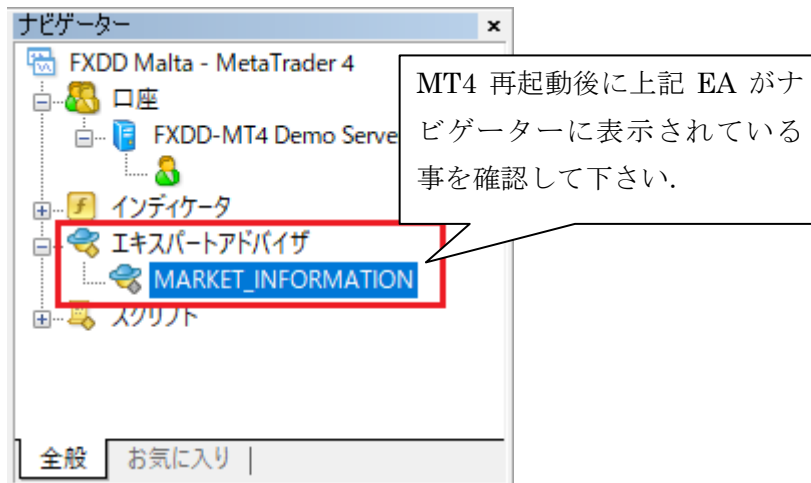 ナビゲーター
FXDD Malta - MetaTrader 4
口座
FXDD-MT4 Demo Serve
インディケータ
エキスパートアドバイザ
MARKET_INFORMATION
スクリプト
全般 お気に入り
MT4 再起動後に上記 EA がナ
ビゲーターに表示されている
事を確認して下さい.